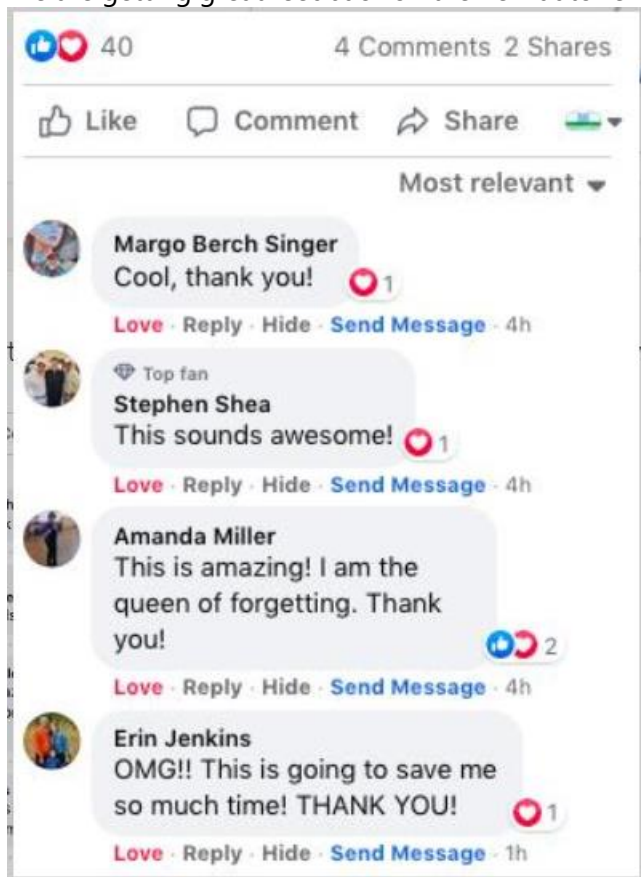 40 4 Comments 2 Shares
Like Comment Share
Most relevant
Margo Berch Singer
Cool, thank you! 1
Love · Reply · Hide · Send Message · 4h
Top fan
Stephen Shea
This sounds awesome! 1
Love · Reply · Hide · Send Message · 4h
Amanda Miller
This is amazing! I am the
queen of forgetting. Thank
you! 2
Love · Reply · Hide · Send Message · 4h
Erin Jenkins
OMG!! This is going to save me
so much time! THANK YOU! 1
Love · Reply · Hide · Send Message · 1h